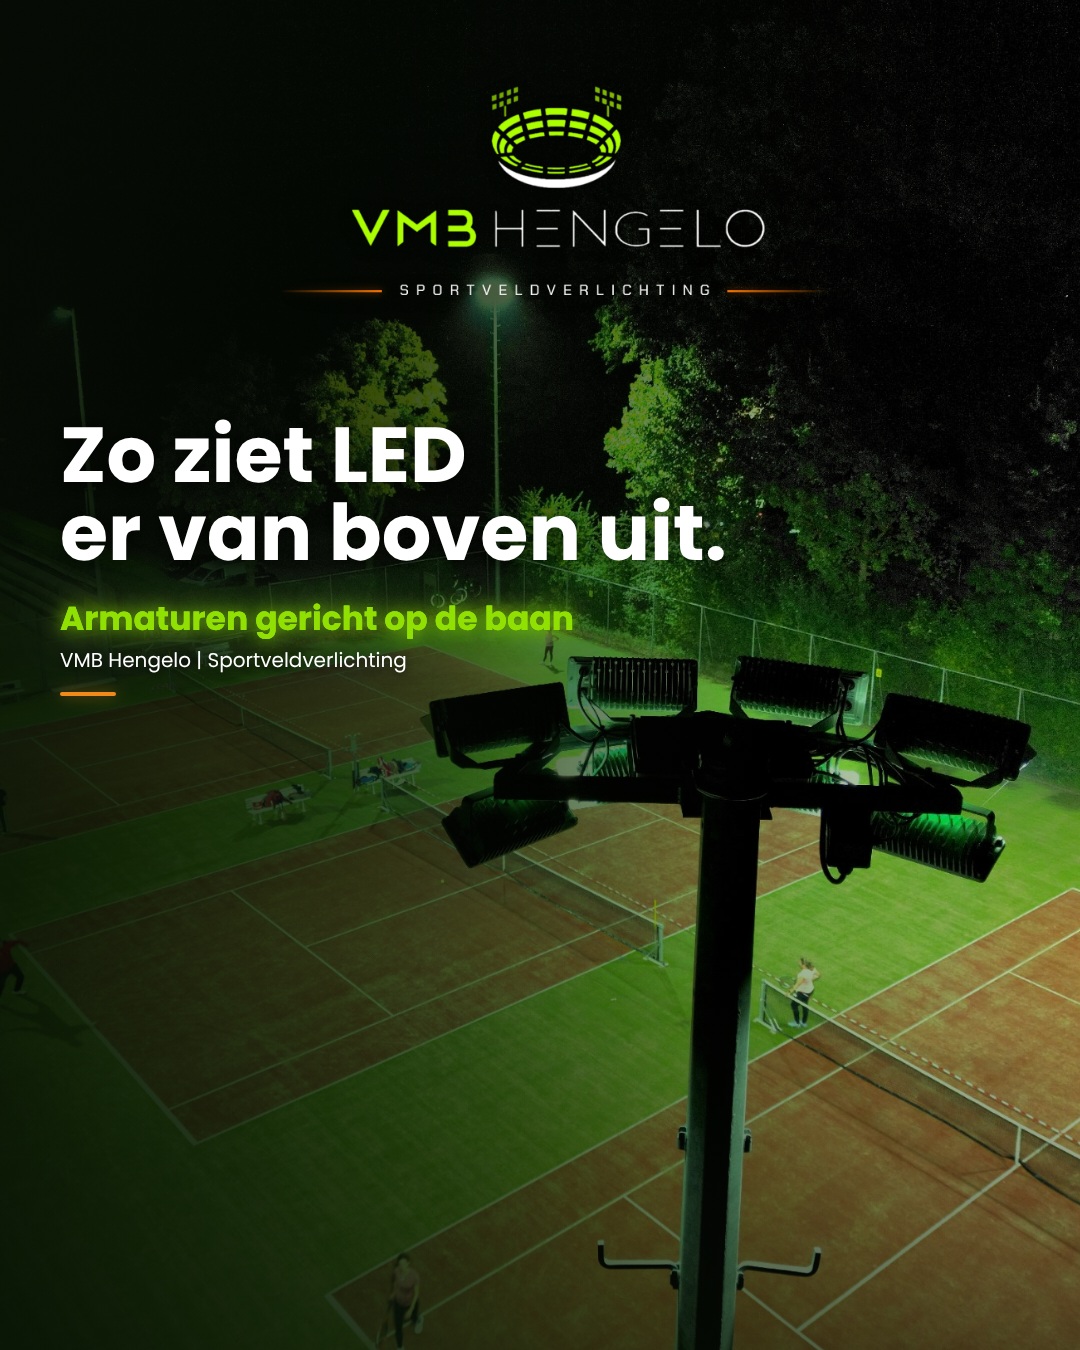 VMB HENGELO
SPORTVELDVERLICHTING
Zo ziet LED
er van boven uit.
Armaturen gericht op de baan
VMB Hengelo | Sportveldverlichting